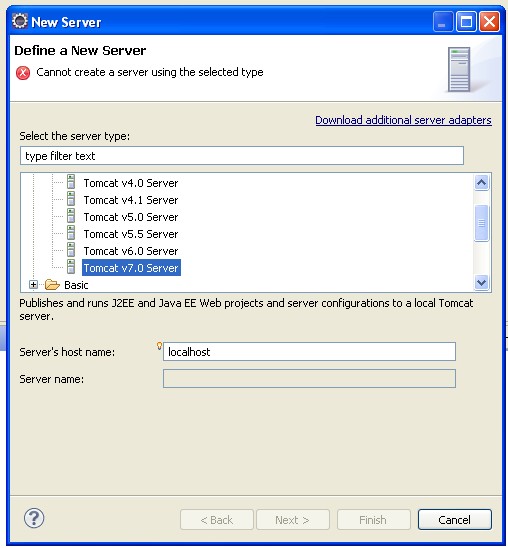 New Server
Define a New Server
Cannot create a server using the selected type
Download additional server adapters
Select the server type:
type filter text
Tomcat v4.0 Server
Tomcat v4.1 Server
Tomcat v5.0 Server
Tomcat v5.5 Server
Tomcat v6.0 Server
Tomcat v7.0 Server
Basic
Publishes and runs J2EE and Java EE Web projects and server configurations to a local Tomcat
server.
Server's host name: localhost
Server name:
? < Back Next > Finish Cancel